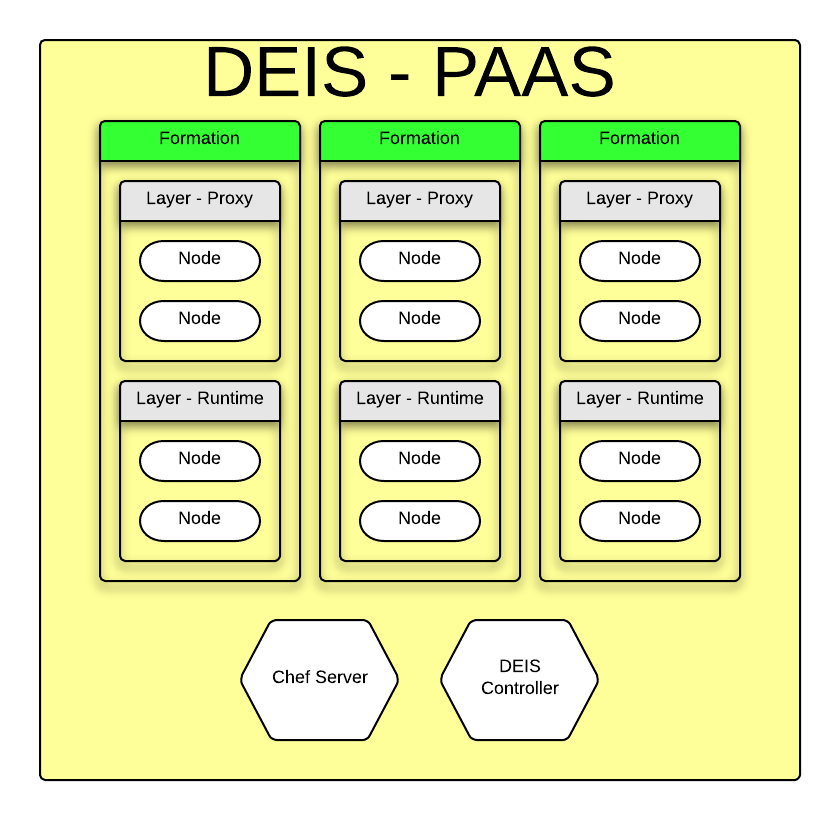 DEIS - PAAS
Formation
Formation
Formation
Layer - Proxy
Layer - Proxy
Layer - Proxy
Node
Node
Node
Node
Node
Node
Layer - Runtime
Layer - Runtime
Layer - Runtime
Node
Node
Node
Node
Node
Node
Chef Server
DEIS
Controller